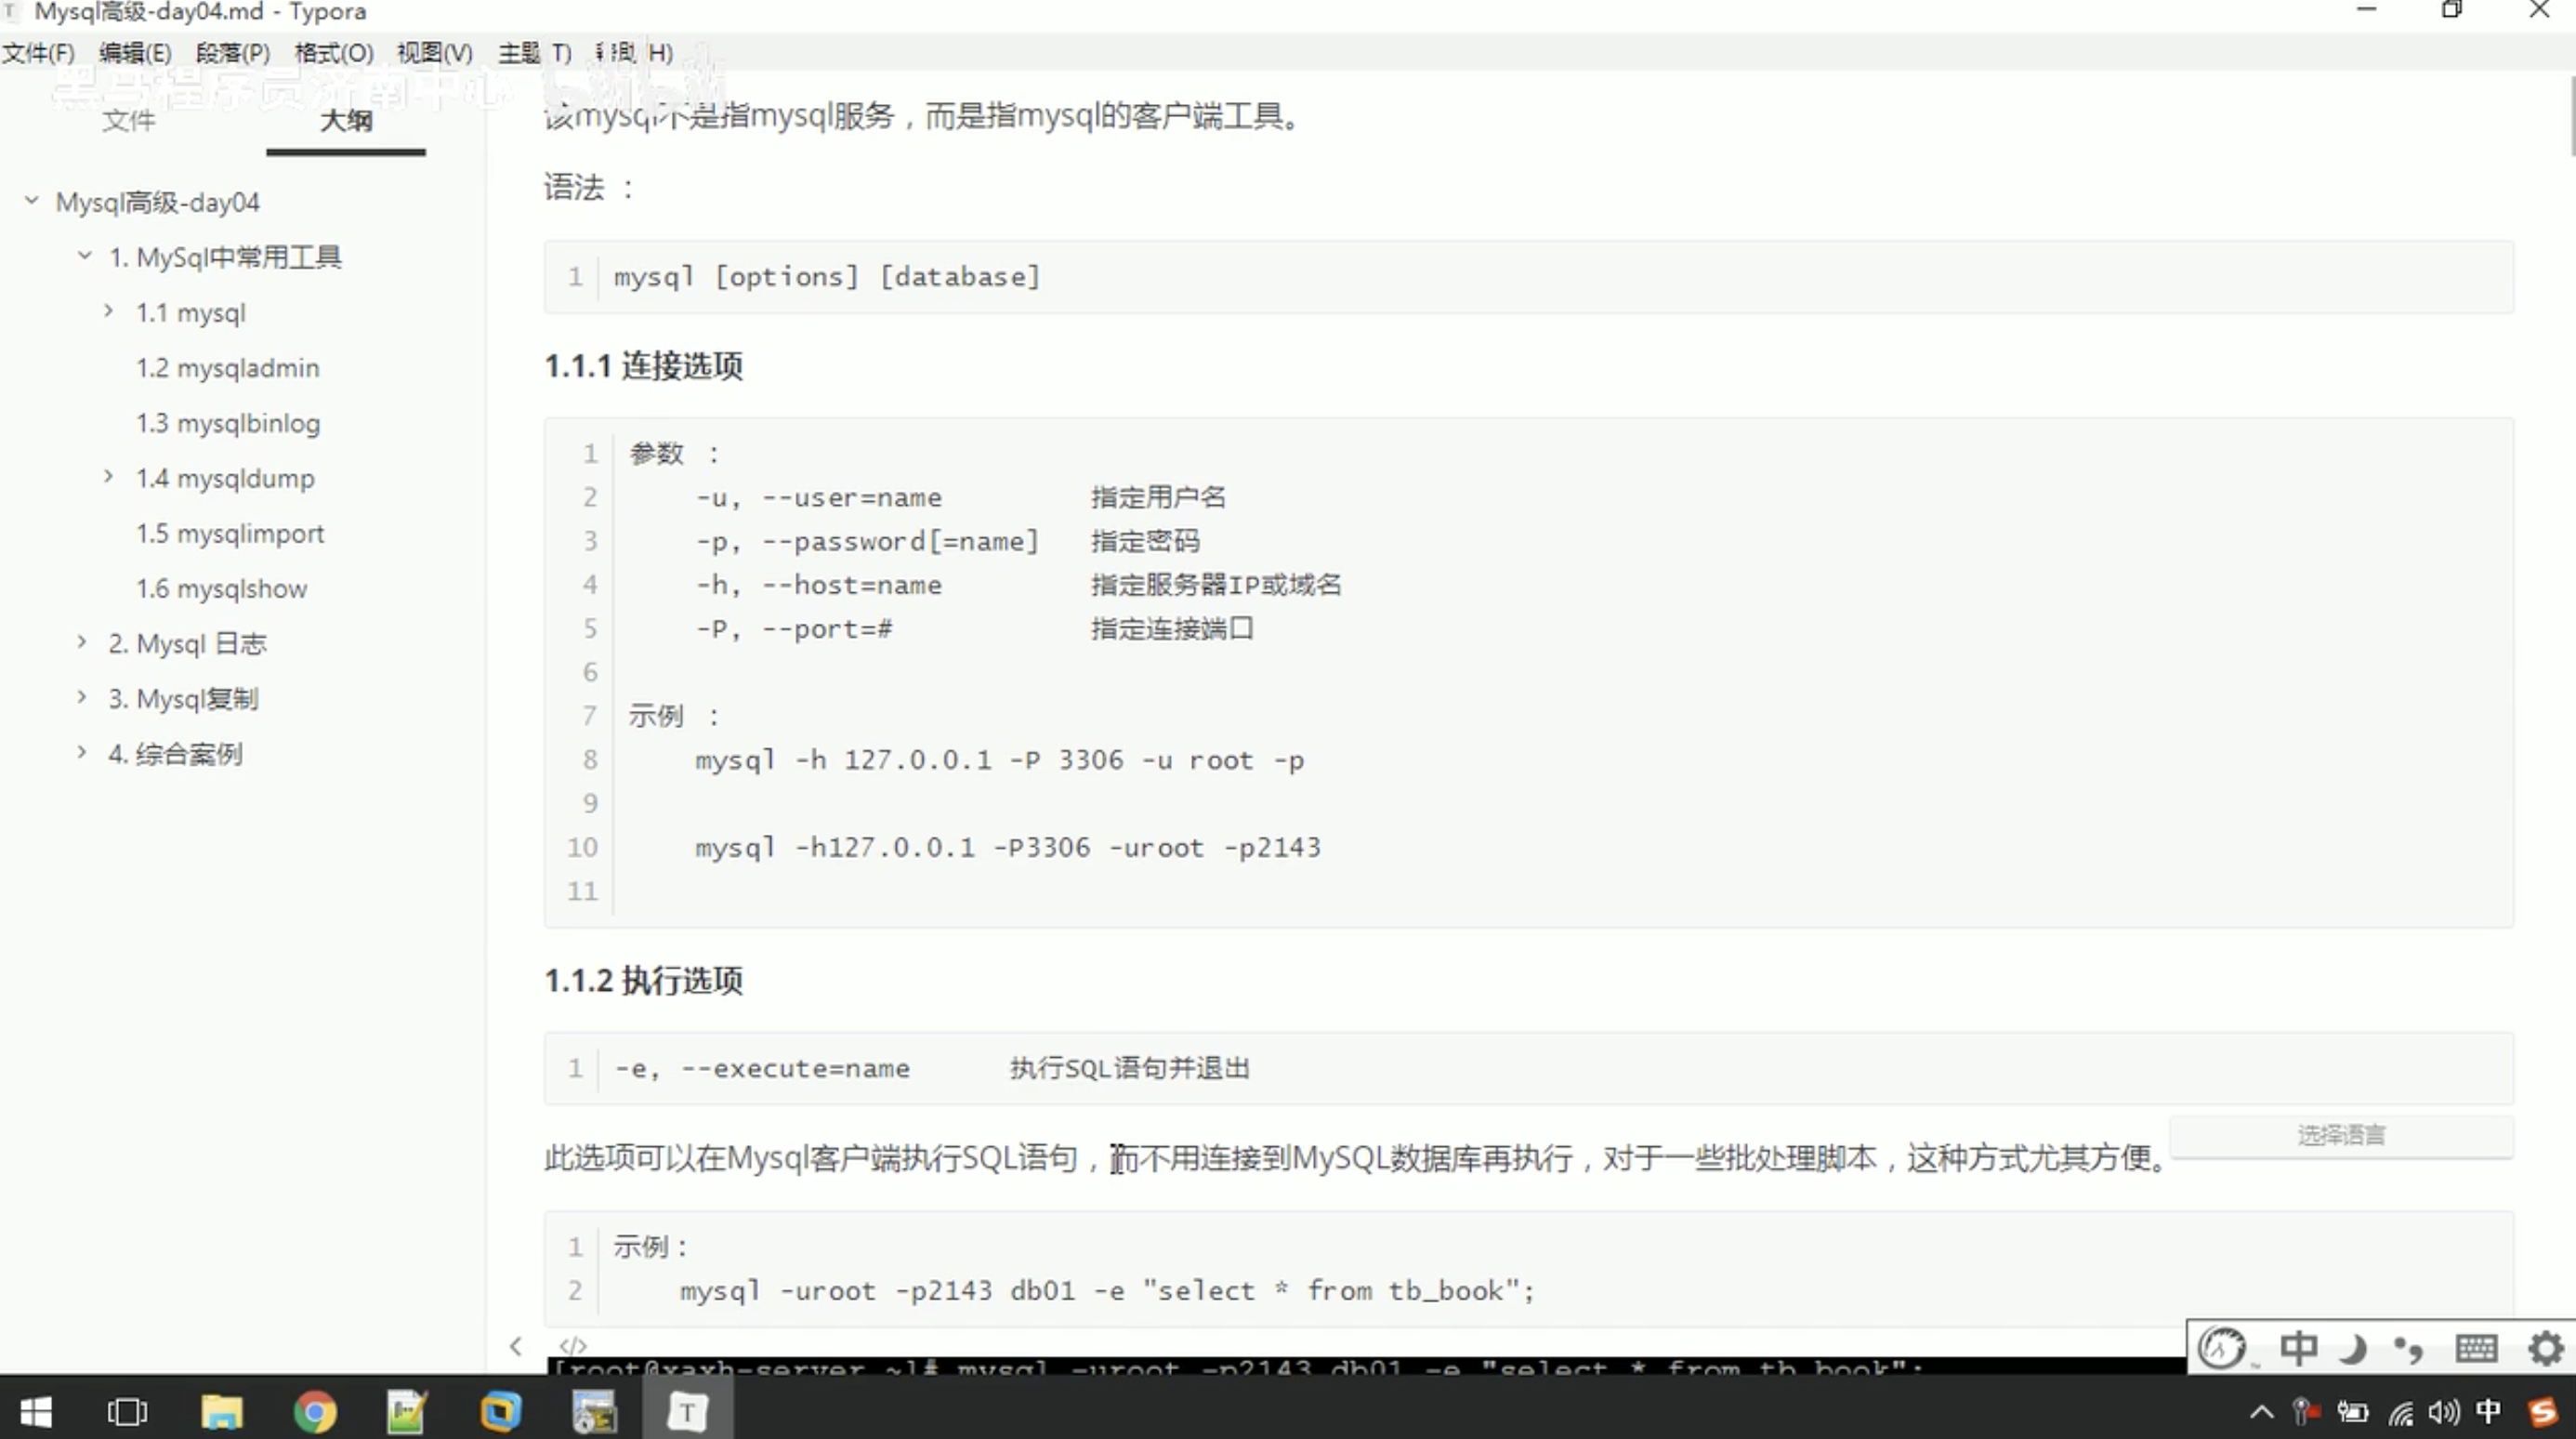 Mysql高级-day04.md - Typora
文件(F) 编辑(E) 段落(P) 格式(O) 视图(V) 主题(T) 帮助(H)
黑马程序员济南中心
文件 大纲
Mysql高级-day04
1. MySql中常用工具
1.1 mysql
1.2 mysqladmin
1.3 mysqlbinlog
1.4 mysqldump
1.5 mysqlimport
1.6 mysqlshow
2. Mysql 日志
3. Mysql复制
4. 综合案例
该mysql不是指mysql服务，而是指mysql的客户端工具。
语法 ：
1 mysql [options] [database]
1.1.1 连接选项
1 参数 ：
2 -u, --user=name 指定用户名
3 -p, --password[=name] 指定密码
4 -h, --host=name 指定服务器IP或域名
5 -P, --port=# 指定连接端口
6
7 示例 ：
8 mysql -h 127.0.0.1 -P 3306 -u root -p
9
10 mysql -h127.0.0.1 -P3306 -uroot -p2143
11
1.1.2 执行选项
1 -e, --execute=name 执行SQL语句并退出
此选项可以在Mysql客户端执行SQL语句，而不用连接到MySQL数据库再执行，对于一些批处理脚本，这种方式尤其方便。
选择语言
1 示例：
2 mysql -uroot -p2143 db01 -e "select * from tb_book";
</> 
[root@xaxh-server ~]# mysql -uroot -p2143 db01 -e "select * from tb_book";
中
中